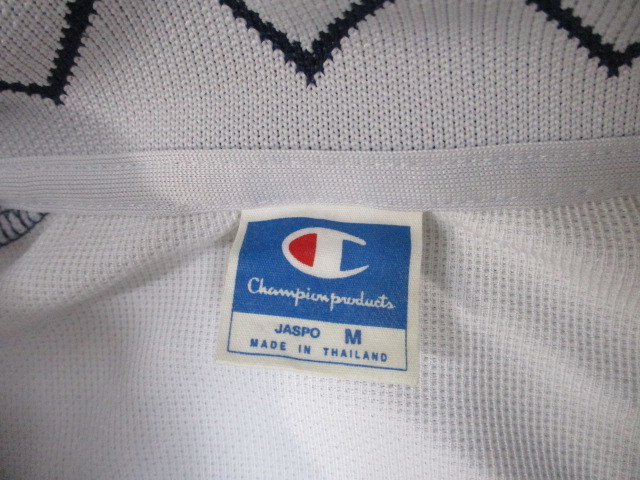 Champion products
JASPO M
MADE IN THAILAND